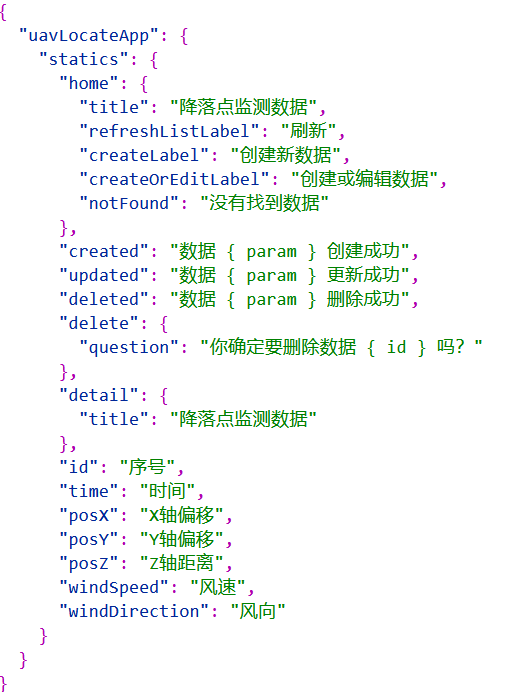 {
  "uavLocateApp": {
    "statics": {
      "home": {
        "title": "降落点监测数据",
        "refreshListLabel": "刷新",
        "createLabel": "创建新数据",
        "createOrEditLabel": "创建或编辑数据",
        "notFound": "没有找到数据"
      },
      "created": "数据 { param } 创建成功",
      "updated": "数据 { param } 更新成功",
      "deleted": "数据 { param } 删除成功",
      "delete": {
        "question": "你确定要删除数据 { id } 吗？"
      },
      "detail": {
        "title": "降落点监测数据"
      },
      "id": "序号",
      "time": "时间",
      "posX": "X轴偏移",
      "posY": "Y轴偏移",
      "posZ": "Z轴距离",
      "windSpeed": "风速",
      "windDirection": "风向"
    }
  }
}